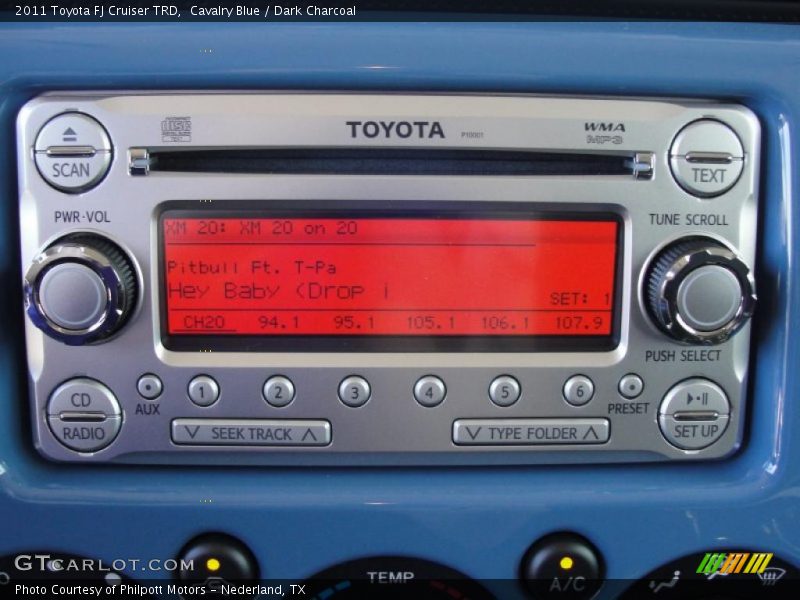 2011 Toyota FJ Cruiser TRD, Cavalry Blue / Dark Charcoal
TOYOTA
P10001
WMA
MP3
SCAN
TEXT
PWR·VOL
TUNE SCROLL
XM 20: XM 20 on 20
Pitbull Ft. T-Pa
Hey Baby (Drop i
SET: 1
CH20 94.1 95.1 105.1 106.1 107.9
PUSH SELECT
CD
RADIO
AUX
1 2 3 4 5 6
PRESET
SEEK TRACK
TYPE FOLDER
SET UP
GTCARLOT.COM
TEMP
A/C
Photo Courtesy of Philpott Motors – Nederland, TX